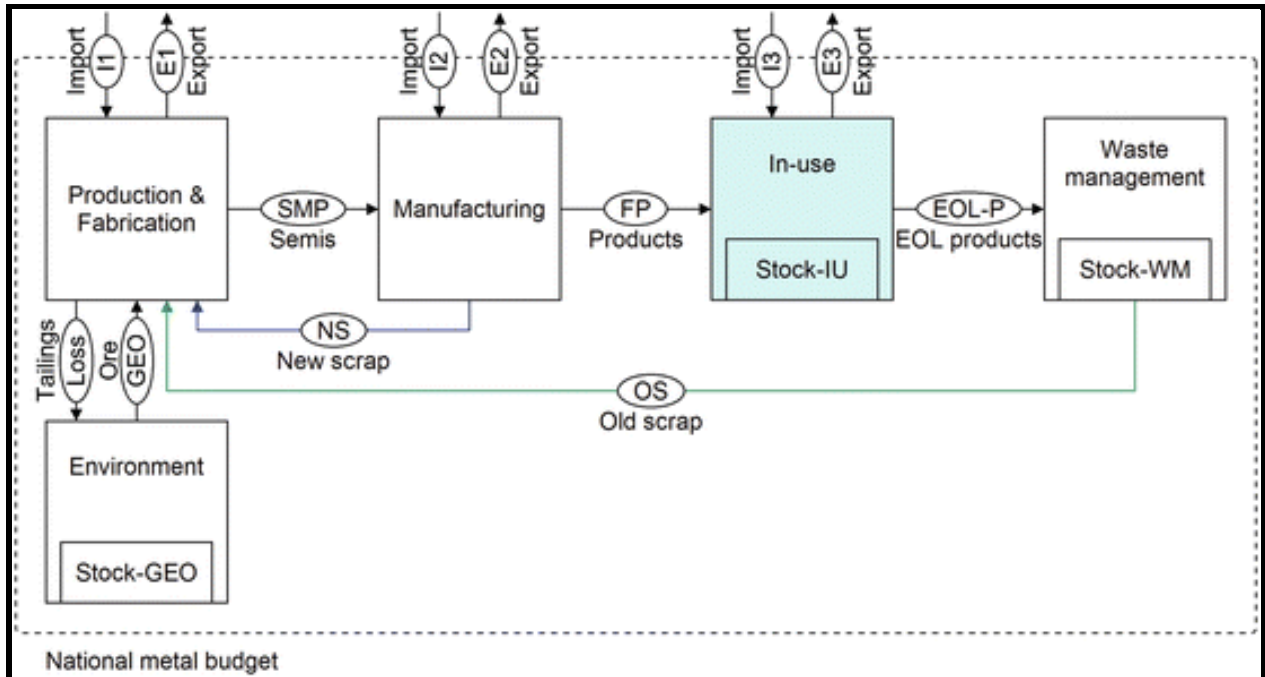 Import
I1
E1
Export
Import
I2
E2
Export
Import
I3
E3
Export
Production &
Fabrication
SMP
Semis
Manufacturing
FP
Products
In-use
Stock-IU
EOL-P
EOL products
Waste
management
Stock-WM
NS
New scrap
OS
Old scrap
Tailings
Loss
Ore
GEO
Environment
Stock-GEO
National metal budget